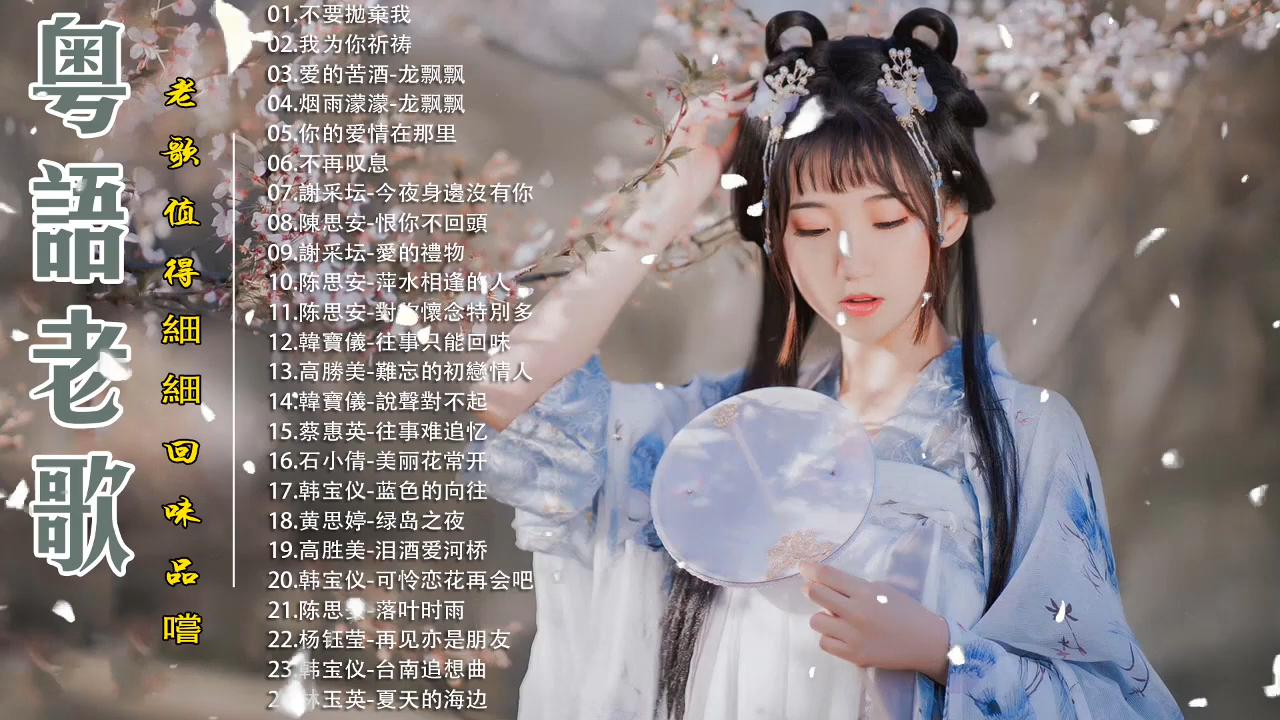 粵語老歌
老歌值得細細回味品嚐
01.不要拋棄我
02.我为你祈祷
03.爱的苦酒-龙飘飘
04.烟雨濛濛-龙飘飘
05.你的爱情在那里
06.不再叹息
07.謝采坛-今夜身邊沒有你
08.陳思安-恨你不回頭
09.謝采坛-愛的禮物
10.陈思安-萍水相逢的人
11.陈思安-對你懷念特別多
12.韓寶儀-往事只能回味
13.高勝美-難忘的初戀情人
14.韓寶儀-說聲對不起
15.蔡惠英-往事难追忆
16.石小倩-美丽花常开
17.韩宝仪-蓝色的向往
18.黄思婷-绿岛之夜
19.高胜美-泪酒爱河桥
20.韩宝仪-可怜恋花再会吧
21.陈思安-落叶时雨
22.杨钰莹-再见亦是朋友
23.韩宝仪-台南追想曲
林玉英-夏天的海边